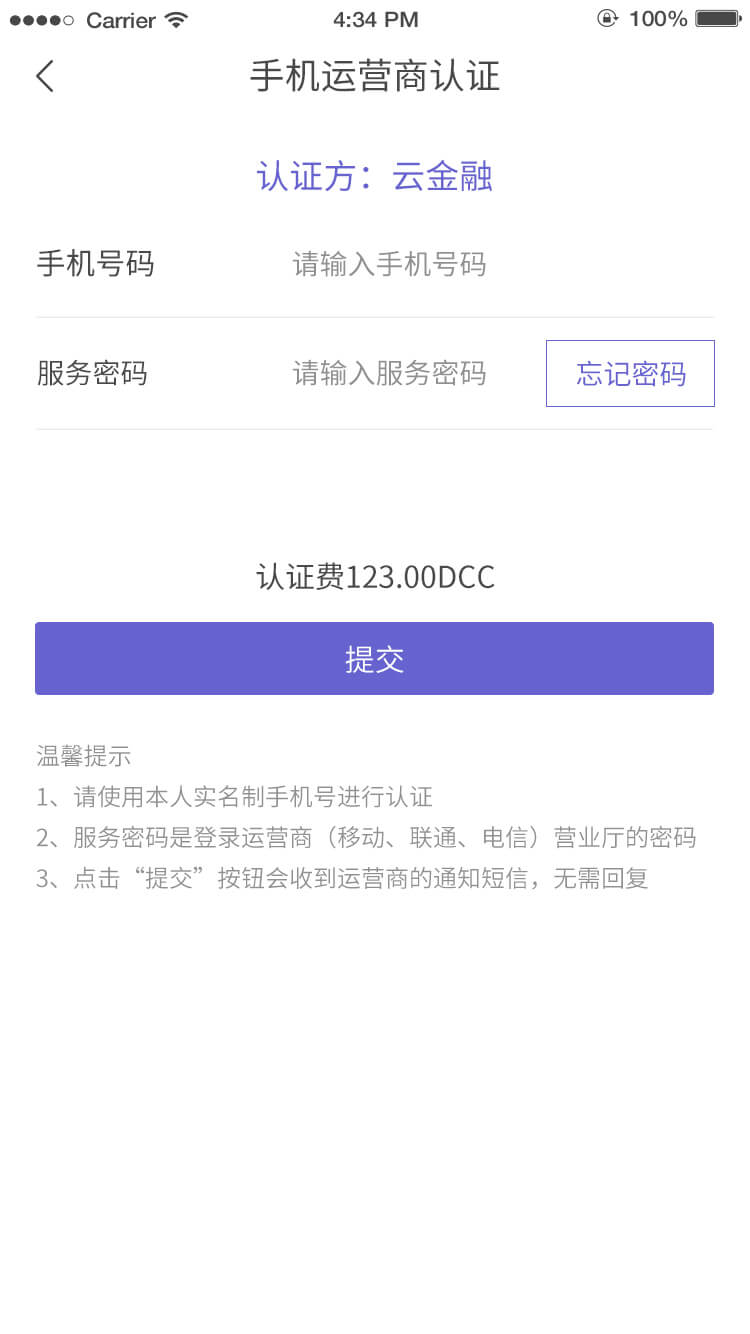 Carrier 4:34 PM 100%
手机运营商认证
认证方：云金融
手机号码 请输入手机号码
服务密码 请输入服务密码 忘记密码
认证费123.00DCC
提交
温馨提示
1、请使用本人实名制手机号进行认证
2、服务密码是登录运营商（移动、联通、电信）营业厅的密码
3、点击“提交”按钮会收到运营商的通知短信，无需回复